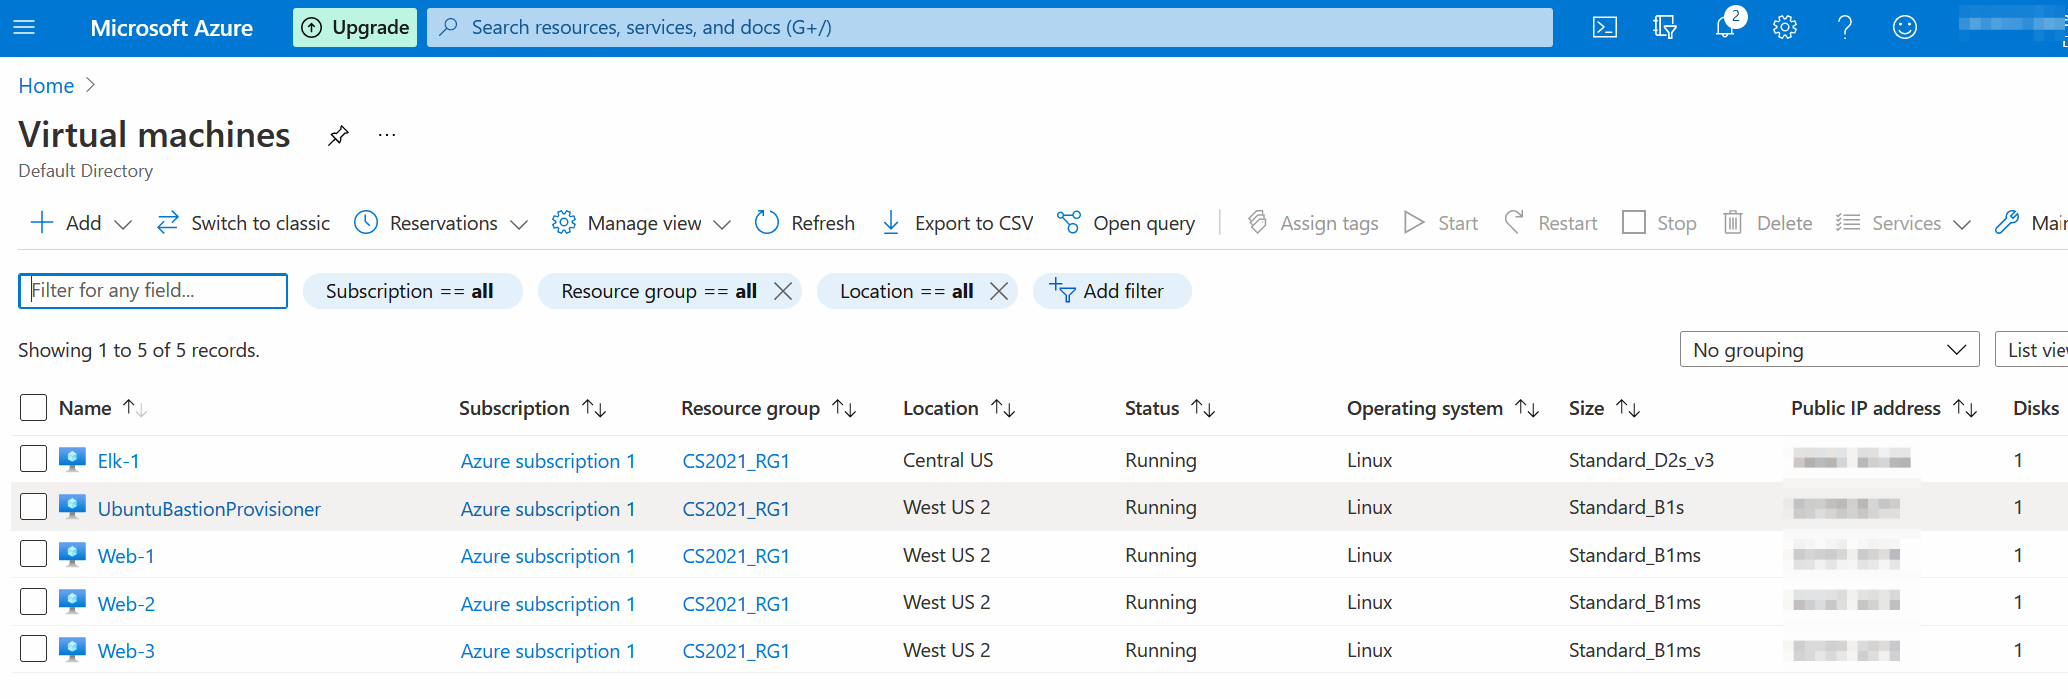 Microsoft Azure Upgrade Search resources, services, and docs (G+/) 2
Home
Virtual machines ...
Default Directory
Add Switch to classic Reservations Manage view Refresh Export to CSV Open query Assign tags Start Restart Stop Delete Services Mai
Filter for any field... Subscription == all Resource group == all Location == all Add filter
Showing 1 to 5 of 5 records. No grouping List vie
Name Subscription Resource group Location Status Operating system Size Public IP address Disks
Elk-1 Azure subscription 1 CS2021_RG1 Central US Running Linux Standard_D2s_v3 1
UbuntuBastionProvisioner Azure subscription 1 CS2021_RG1 West US 2 Running Linux Standard_B1s 1
Web-1 Azure subscription 1 CS2021_RG1 West US 2 Running Linux Standard_B1ms 1
Web-2 Azure subscription 1 CS2021_RG1 West US 2 Running Linux Standard_B1ms 1
Web-3 Azure subscription 1 CS2021_RG1 West US 2 Running Linux Standard_B1ms 1